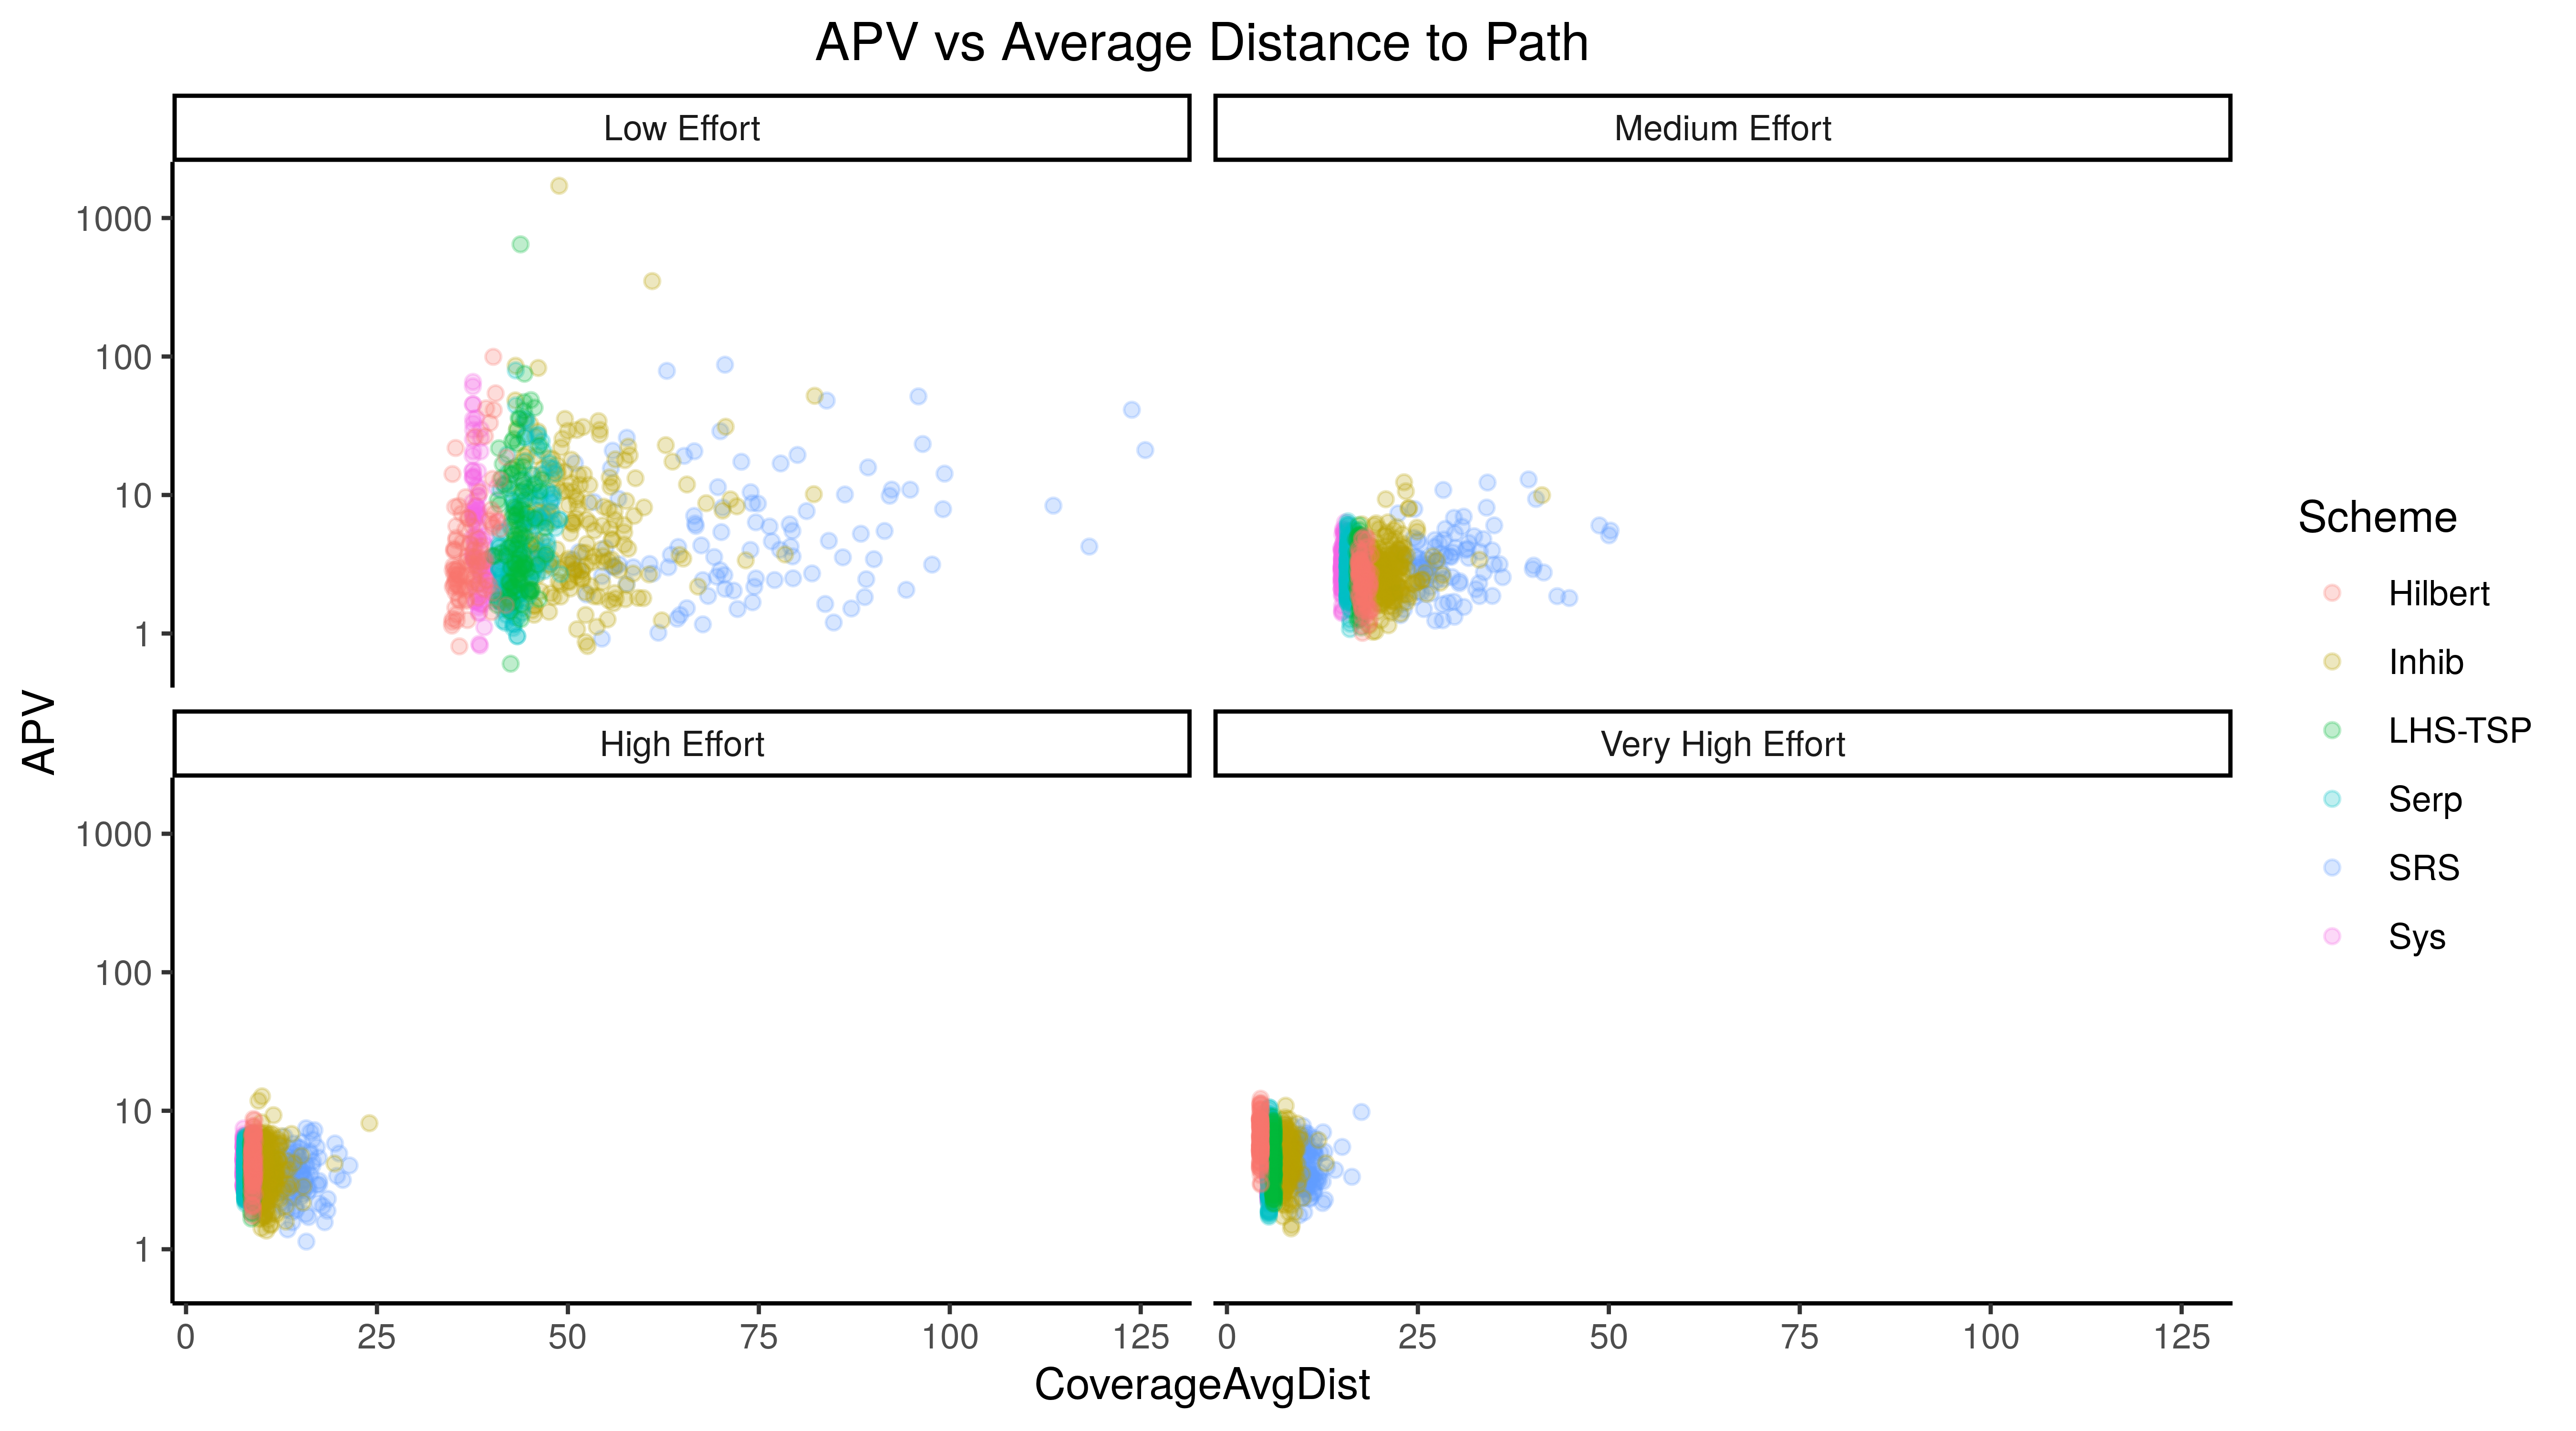 APV vs Average Distance to Path
Low Effort
Medium Effort
1000
100
10
1
APV
High Effort
Very High Effort
1000
100
10
1
0 25 50 75 100 125
0 25 50 75 100 125
CoverageAvgDist
Scheme
Hilbert
Inhib
LHS-TSP
Serp
SRS
Sys